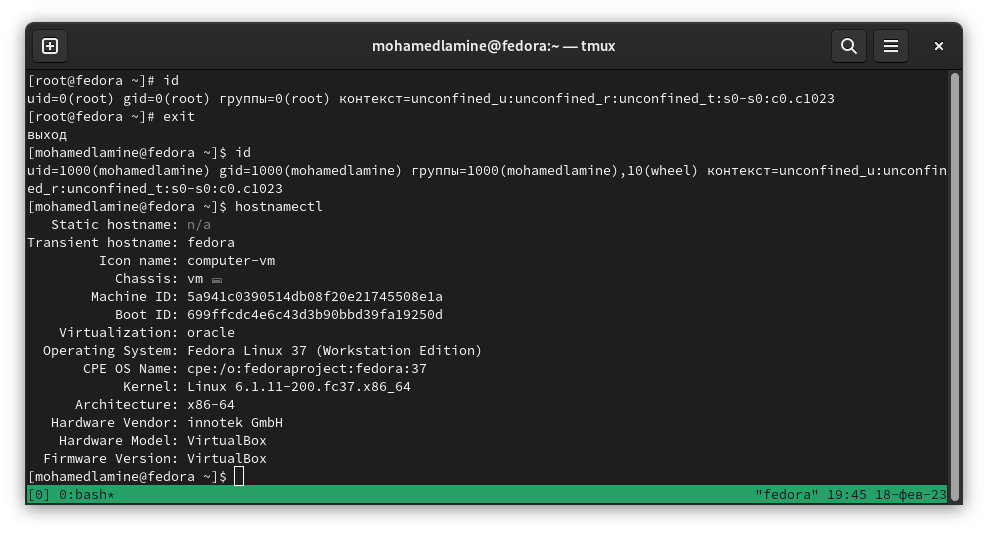 mohamedlamine@fedora:~ — tmux
[root@fedora ~]# id
uid=0(root) gid=0(root) группы=0(root) контекст=unconfined_u:unconfined_r:unconfined_t:s0-s0:c0.c1023
[root@fedora ~]# exit
выход
[mohamedlamine@fedora ~]$ id
uid=1000(mohamedlamine) gid=1000(mohamedlamine) группы=1000(mohamedlamine),10(wheel) контекст=unconfined_u:unconfin
ed_r:unconfined_t:s0-s0:c0.c1023
[mohamedlamine@fedora ~]$ hostnamectl
Static hostname: n/a
Transient hostname: fedora
Icon name: computer-vm
Chassis: vm
Machine ID: 5a941c0390514db08f20e21745508e1a
Boot ID: 699ffcdc4e6c43d3b90bbd39fa19250d
Virtualization: oracle
Operating System: Fedora Linux 37 (Workstation Edition)
CPE OS Name: cpe:/o:fedoraproject:fedora:37
Kernel: Linux 6.1.11-200.fc37.x86_64
Architecture: x86-64
Hardware Vendor: innotek GmbH
Hardware Model: VirtualBox
Firmware Version: VirtualBox
[mohamedlamine@fedora ~]$
[0] 0:bash* "fedora" 19:45 18-фев-23